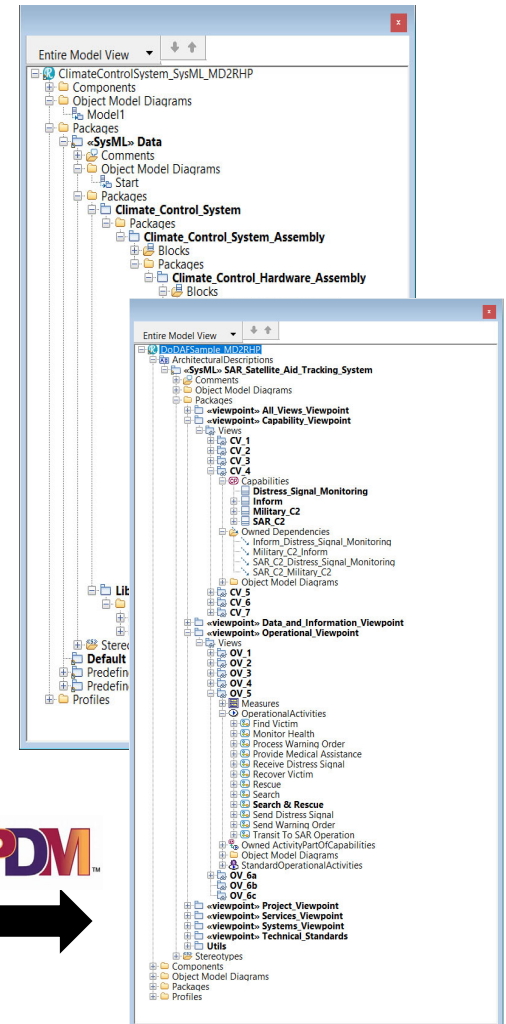 x
Entire Model View
ClimateControlSystem_SysML_MD2RHP
Components
Object Model Diagrams
Model1
Packages
«SysML» Data
Comments
Object Model Diagrams
Start
Packages
Climate_Control_System
Packages
Climate_Control_System_Assembly
Blocks
Packages
Climate_Control_Hardware_Assembly
Blocks
Lib
Stereo
Default
Predefin
Predefin
Profiles
x
Entire Model View
DoDAFSample_MD2RHP
ArchitecturalDescriptions
«SysML» SAR_Satellite_Aid_Tracking_System
Comments
Object Model Diagrams
Packages
«viewpoint» All_Views_Viewpoint
«viewpoint» Capability_Viewpoint
Views
CV_1
CV_2
CV_3
CV_4
Capabilities
Distress_Signal_Monitoring
Inform
Military_C2
SAR_C2
Owned Dependencies
Inform_Distress_Signal_Monitoring
Military_C2_Inform
SAR_C2_Distress_Signal_Monitoring
SAR_C2_Military_C2
Object Model Diagrams
CV_5
CV_6
CV_7
«viewpoint» Data_and_Information_Viewpoint
«viewpoint» Operational_Viewpoint
Views
OV_1
OV_2
OV_3
OV_4
OV_5
Measures
OperationalActivities
Find Victim
Monitor Health
Process Warning Order
Provide Medical Assistance
Receive Distress Signal
Recover Victim
Rescue
Search
Search & Rescue
Send Distress Signal
Send Warning Order
Transit To SAR Operation
Owned ActivityPartOfCapabilities
Object Model Diagrams
StandardOperationalActivities
OV_6a
OV_6b
OV_6c
«viewpoint» Project_Viewpoint
«viewpoint» Services_Viewpoint
«viewpoint» Systems_Viewpoint
«viewpoint» Technical_Standards
Utils
Stereotypes
Components
Object Model Diagrams
Packages
Profiles
PDM™